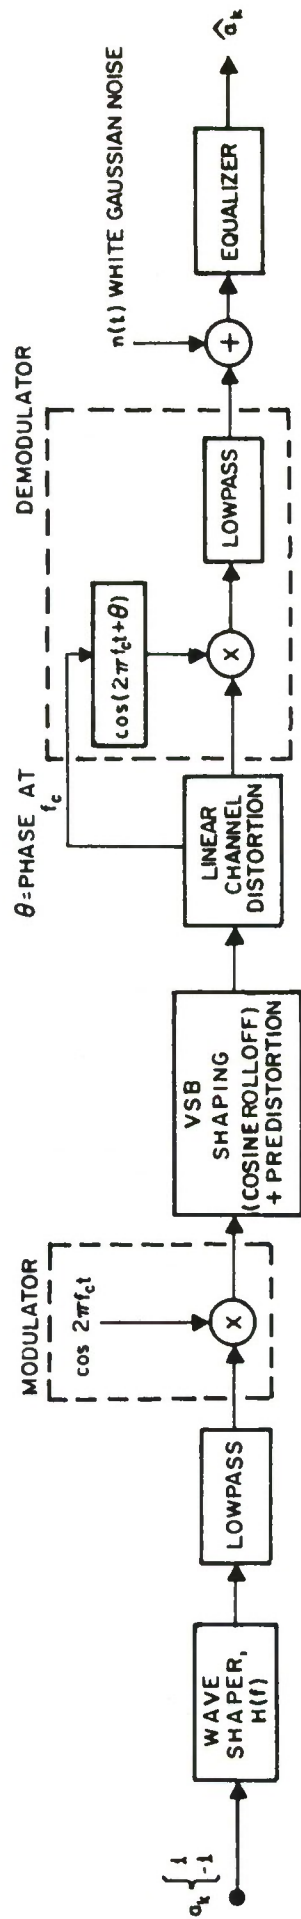 a_k { 1
-1
WAVE
SHAPER,
H(f)
LOWPASS
MODULATOR
cos 2πf_ct
×
VSB
SHAPING
(COSINE ROLLOFF)
+ PREDISTORTION
LINEAR
CHANNEL
DISTORTION
θ=PHASE AT
f_c
DEMODULATOR
cos(2πf_ct+θ)
×
LOWPASS
n(t) WHITE GAUSSIAN NOISE
+
EQUALIZER
â_k